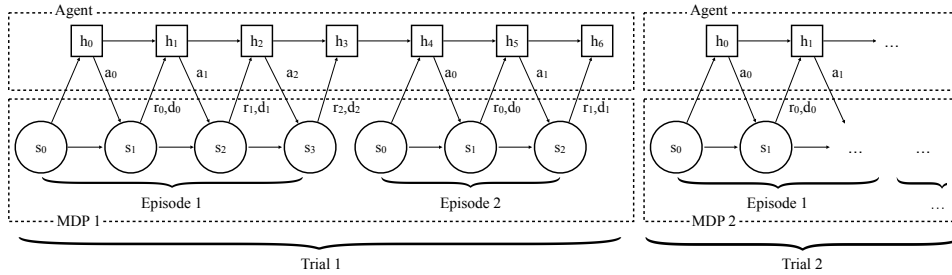 Agent
Agent
h0 h1 h2 h3 h4 h5 h6 h0 h1 ...
a0 a1 a2 a0 a1 a0 a1
r0,d0 r1,d1 r2,d2 r0,d0 r1,d1 r0,d0
s0 s1 s2 s3 s0 s1 s2 s0 s1 ... ...
Episode 1 Episode 2 Episode 1 ...
MDP 1 MDP 2
Trial 1 Trial 2